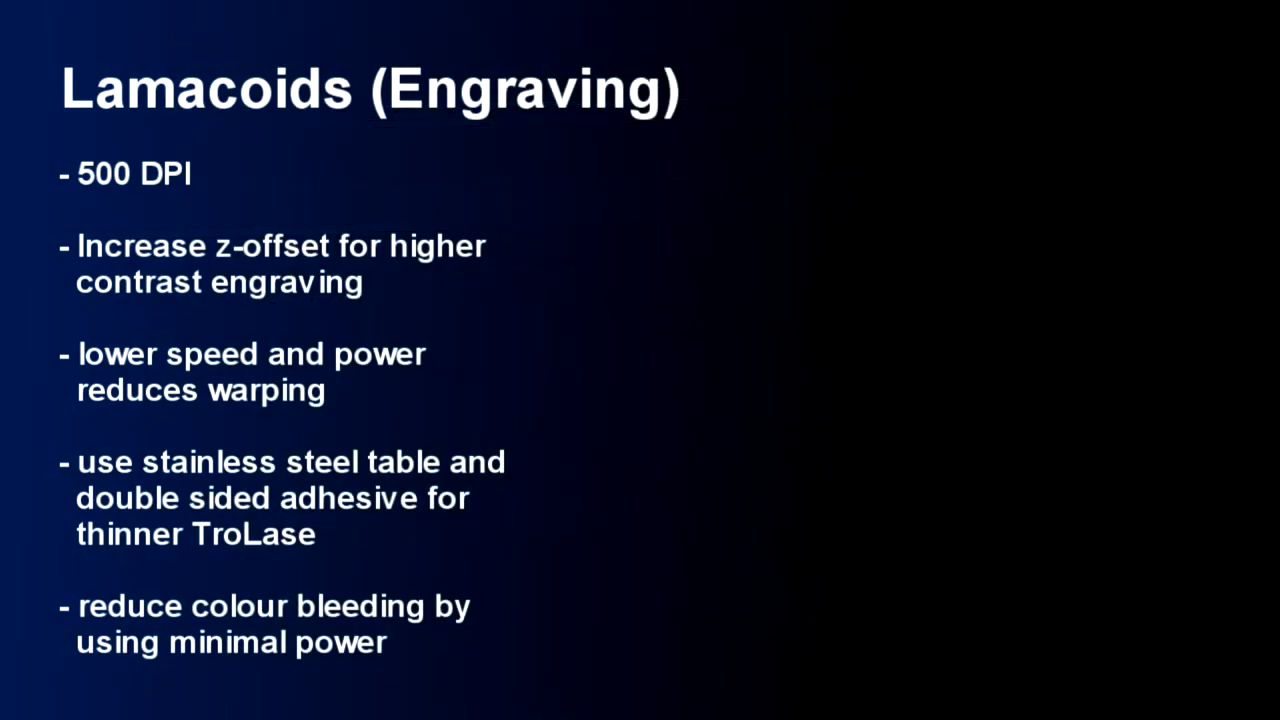 Lamacoids (Engraving)
- 500 DPI
- Increase z-offset for higher
contrast engraving
- lower speed and power
reduces warping
- use stainless steel table and
double sided adhesive for
thinner TroLase
- reduce colour bleeding by
using minimal power